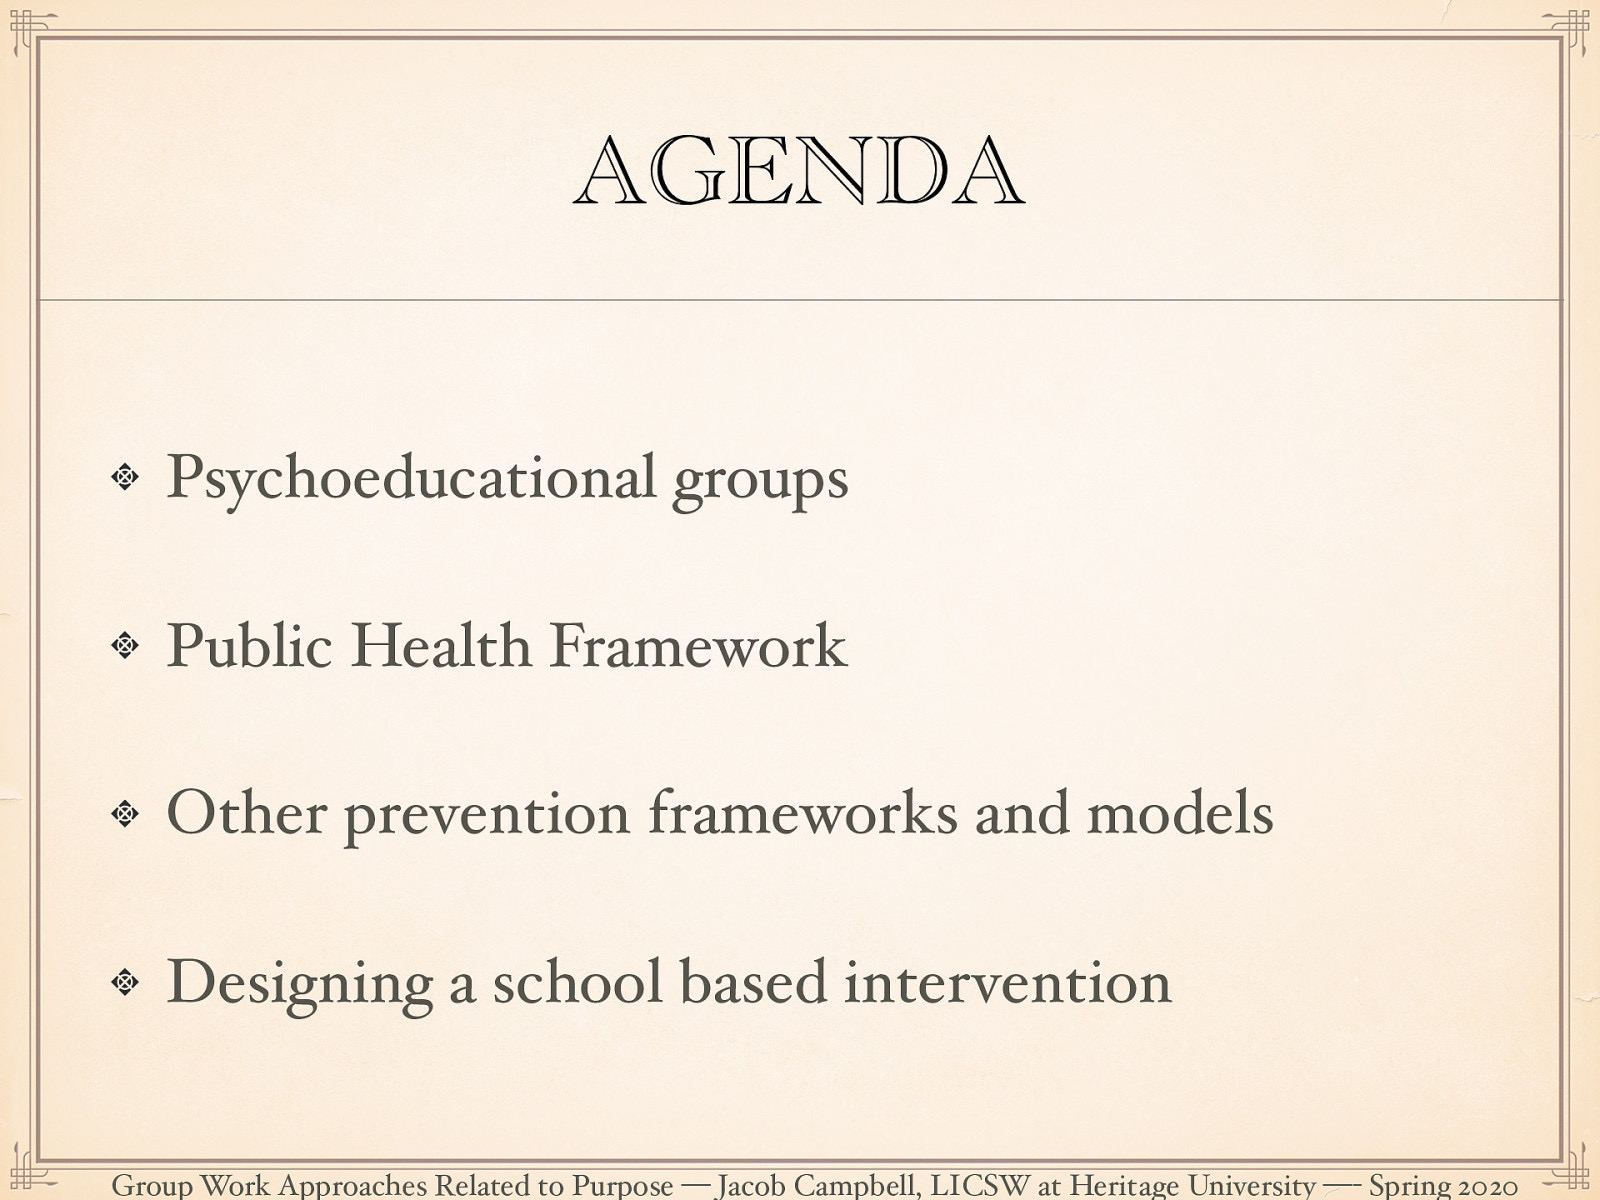 AGENDA
Psychoeducational groups
Public Health Framework
Other prevention frameworks and models
Designing a school based intervention
Group Work Approaches Related to Purpose — Jacob Campbell, LICSW at Heritage University —- Spring 2020